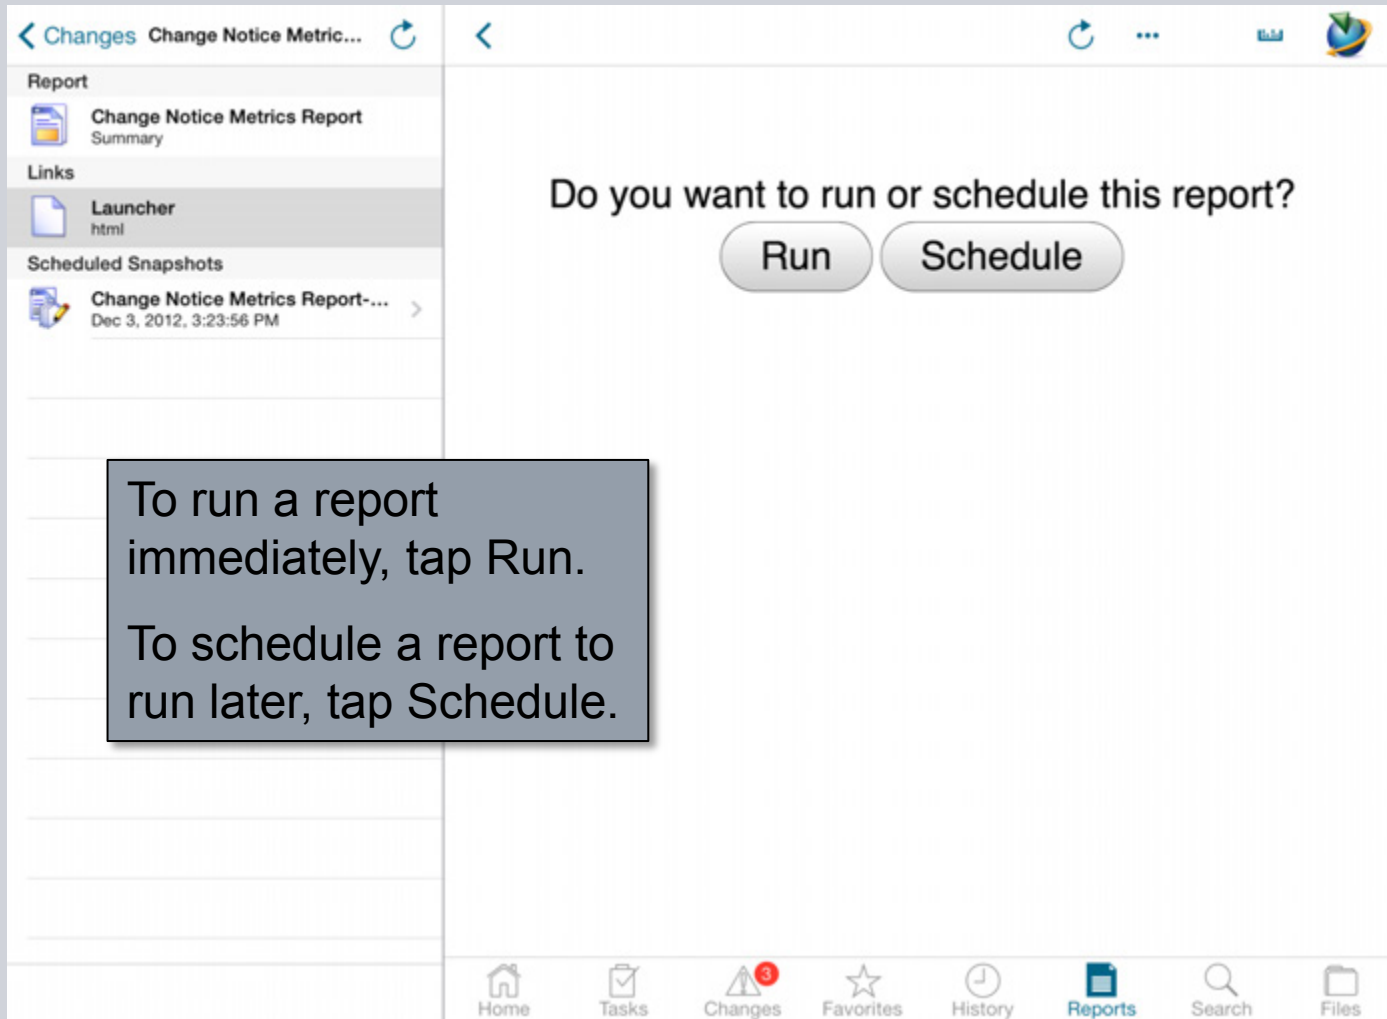 Changes Change Notice Metric...
Report
Change Notice Metrics Report
Summary
Links
Launcher
html
Scheduled Snapshots
Change Notice Metrics Report-...
Dec 3, 2012, 3:23:56 PM
Do you want to run or schedule this report?
Run Schedule
To run a report
immediately, tap Run.
To schedule a report to
run later, tap Schedule.
3
Home Tasks Changes Favorites History Reports Search Files